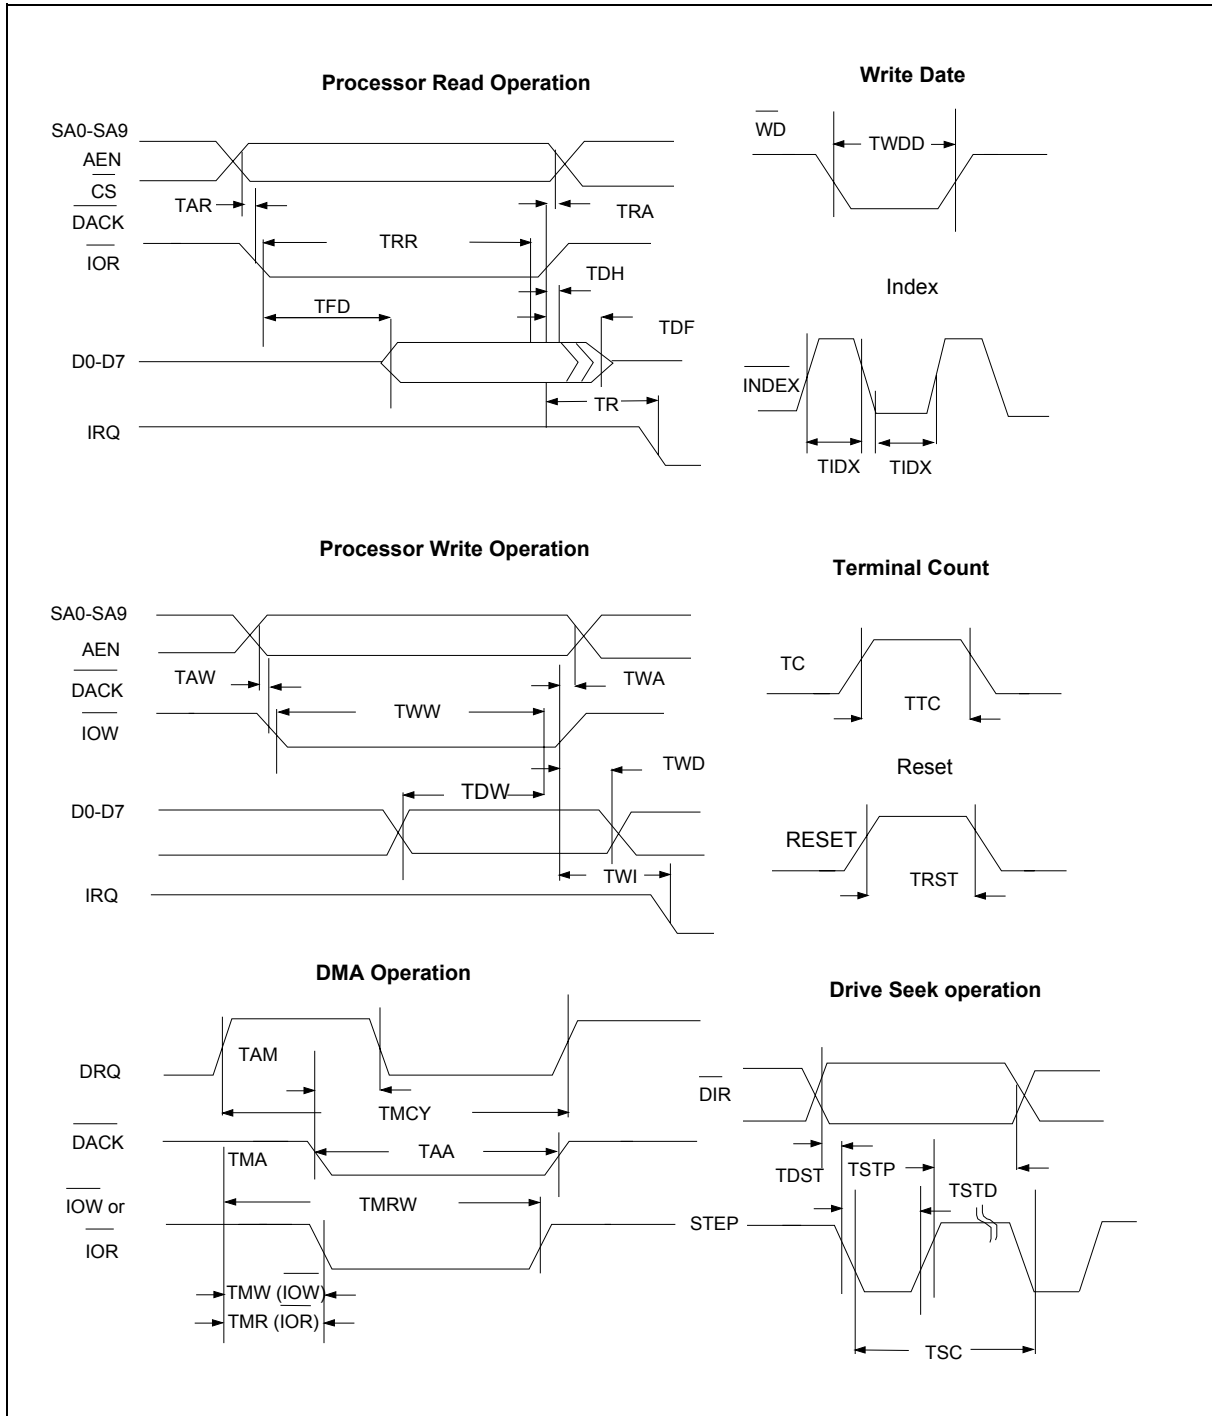 Processor Read Operation
SA0-SA9
AEN
CS
DACK
IOR
TAR
TRA
TRR
TDH
TFD
TDF
D0-D7
TR
IRQ
Write Date
WD
TWDD
Index
INDEX
TIDX
TIDX
Processor Write Operation
SA0-SA9
AEN
DACK
IOW
TAW
TWA
TWW
TWD
TDW
D0-D7
TWI
IRQ
Terminal Count
TC
TTC
Reset
RESET
TRST
DMA Operation
DRQ
TAM
TMCY
DACK
TMA
TAA
IOW or
IOR
TMRW
TMW (IOW)
TMR (IOR)
Drive Seek operation
DIR
TDST
TSTP
TSTD
STEP
TSC